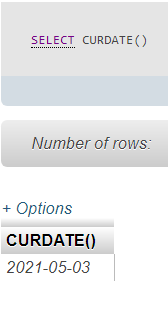 SELECT CURDATE()
Number of rows:
+ Options
CURDATE()
2021-05-03